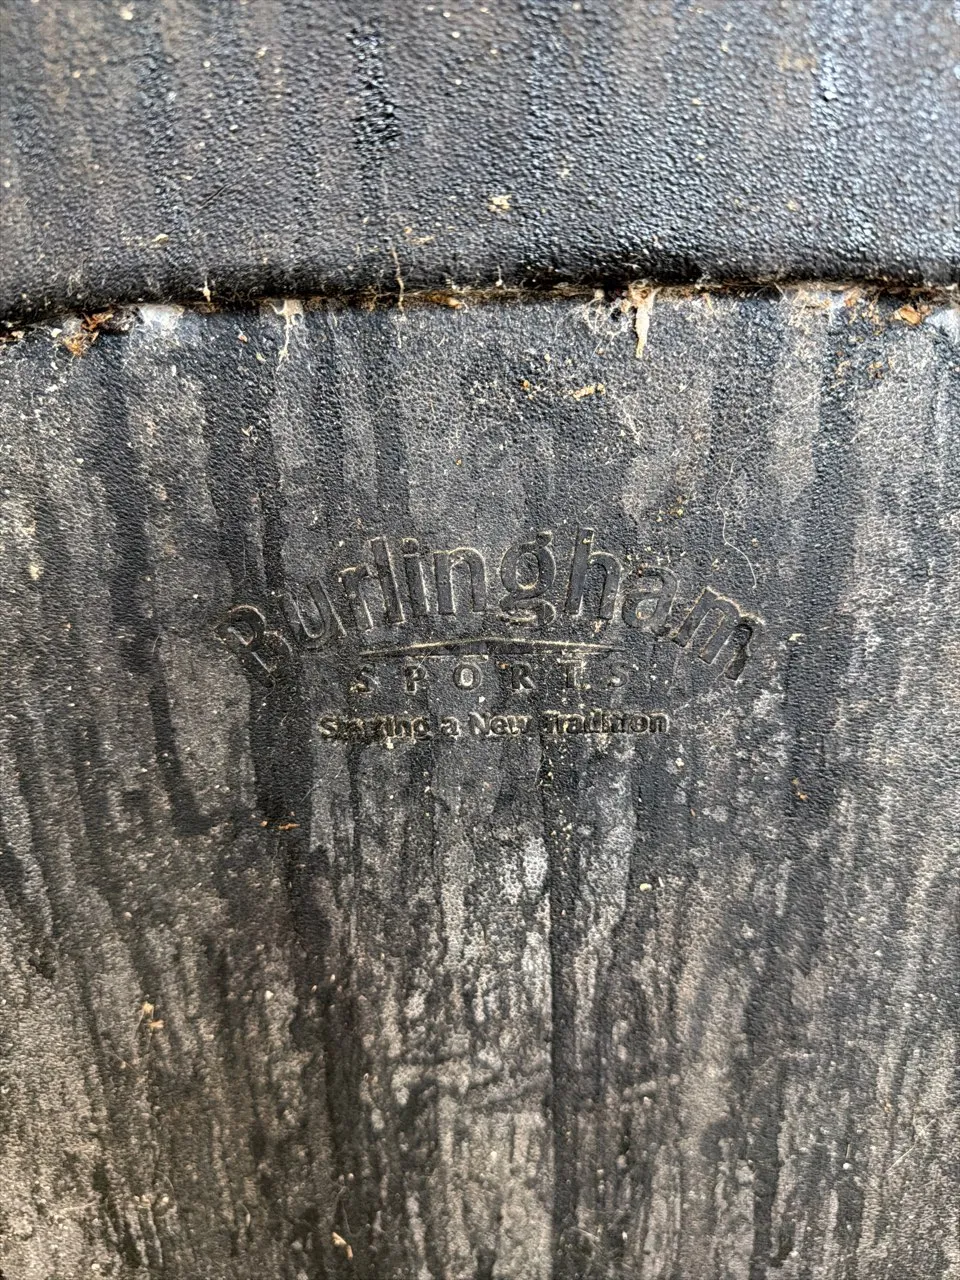 Burlingham
SPORTS
Starting a New Tradition